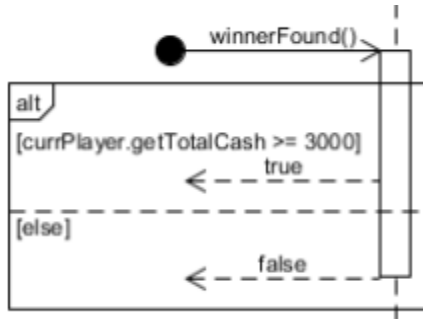 winnerFound()
alt
[currPlayer.getTotalCash >= 3000]
true
[else]
false